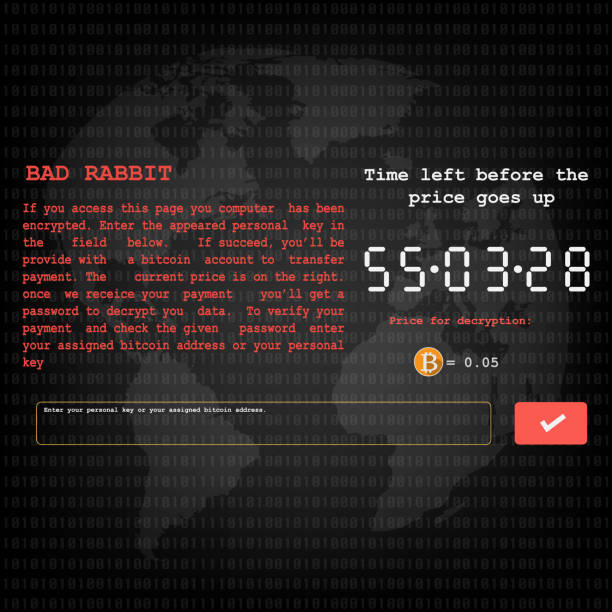 BAD RABBIT
If you access this page you computer has been
encrypted. Enter the appeared personal key in
the field below. If succeed, you'll be
provide with a bitcoin account to transfer
payment. The current price is on the right.
once we receice your payment you'll get a
password to decrypt you data. To verify your
payment and check the given password enter
your assigned bitcoin address or your personal
key
Time left before the
price goes up
55·03·28
Price for decryption:
B = 0.05
Enter your personal key or your assigned bitcoin address.